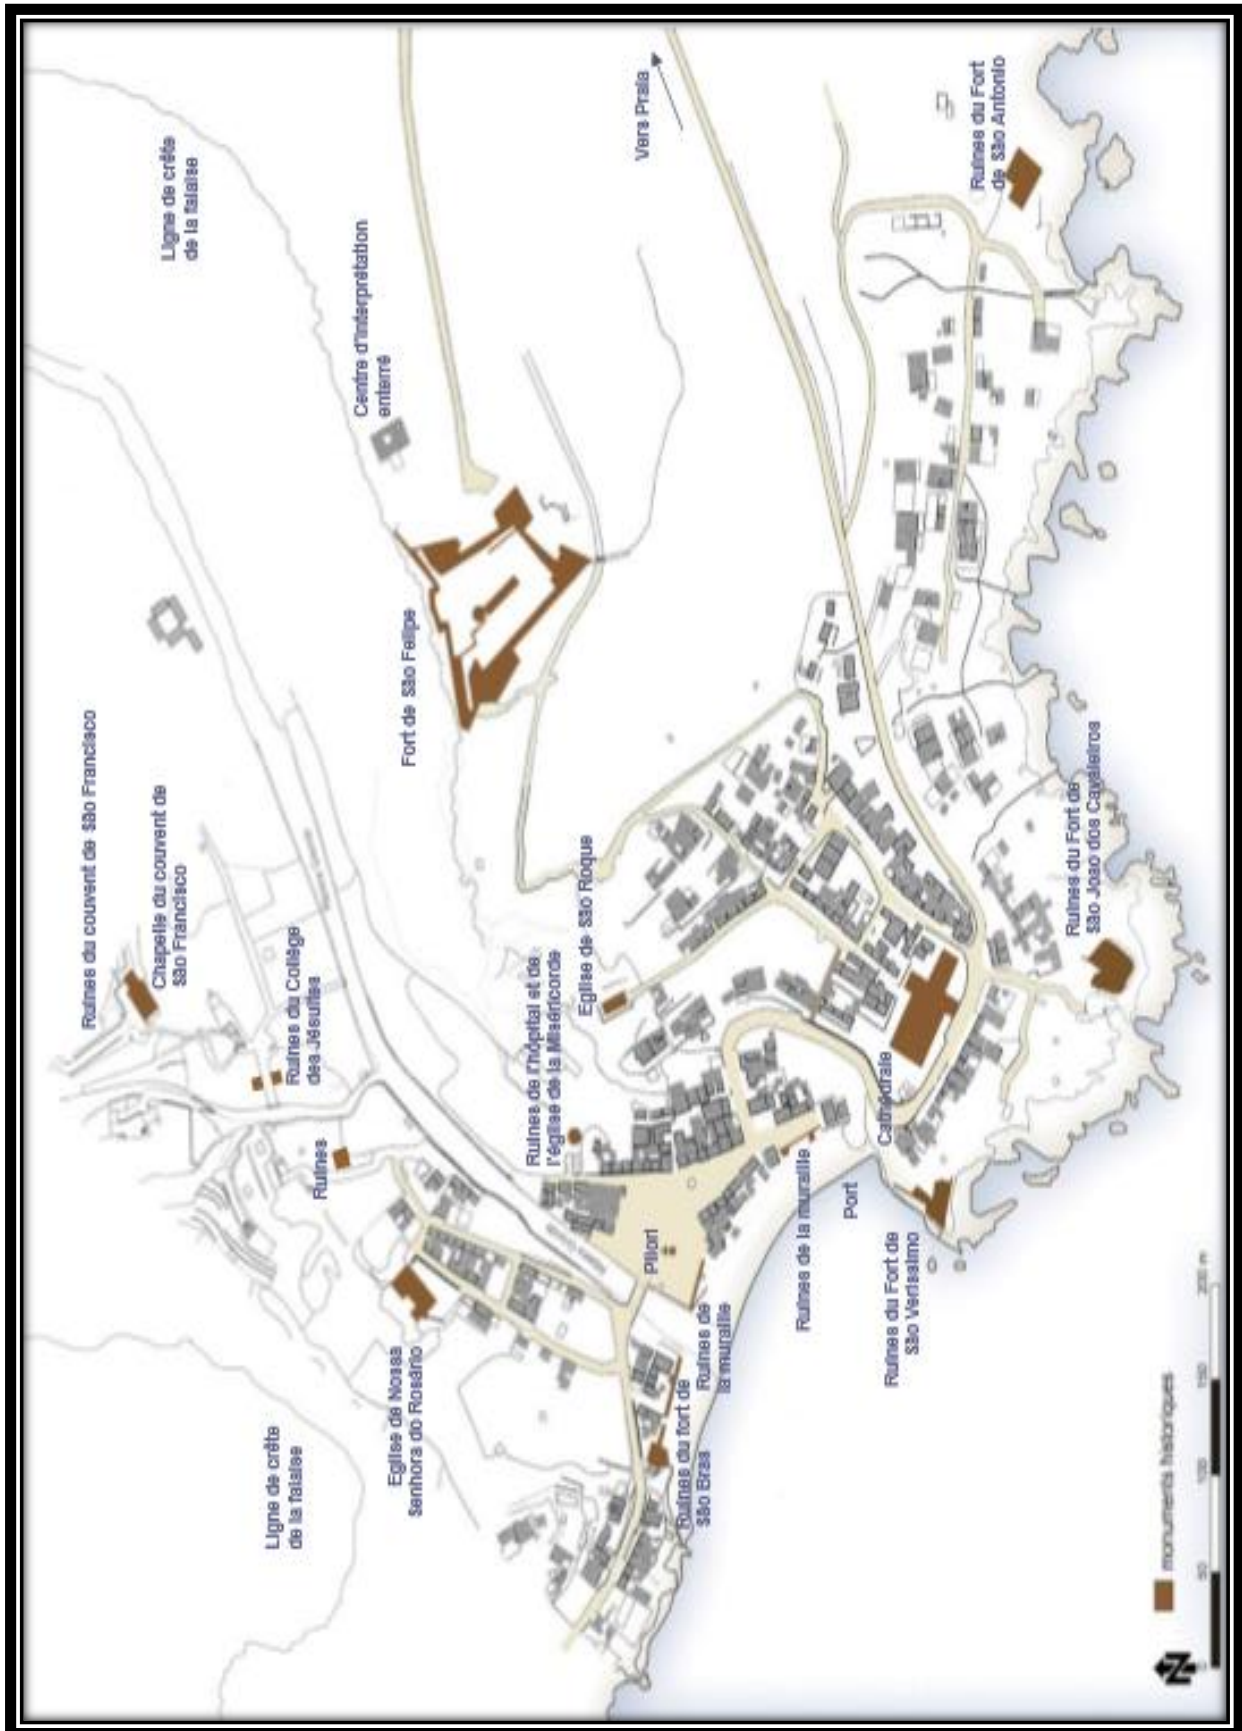 Ligne de crête
de la falaise
Ruines du couvent de São Francisco
Chapelle du couvent de
São Francisco
Ruines du Collège
des Jésuites
Ruines
Eglise de Nossa
Senhora do Rosário
Ligne de crête
de la falaise
Centre d'interprétation
enterré
Fort de São Felipe
Ruines de l'hôpital et de
l'église de la Miséricorde
Eglise de São Roque
Vers Praia
Pilori
Ruines du fort de
São Bras
Ruines de
la muraille
Ruines de la muraille
Port
Cathédrale
Ruines du Fort de
São Verissimo
Ruines du Fort de
São Joao dos Cavaleiros
Ruines du Fort
de São Antonio
monuments historiques
N
0 50 100 150 200 m